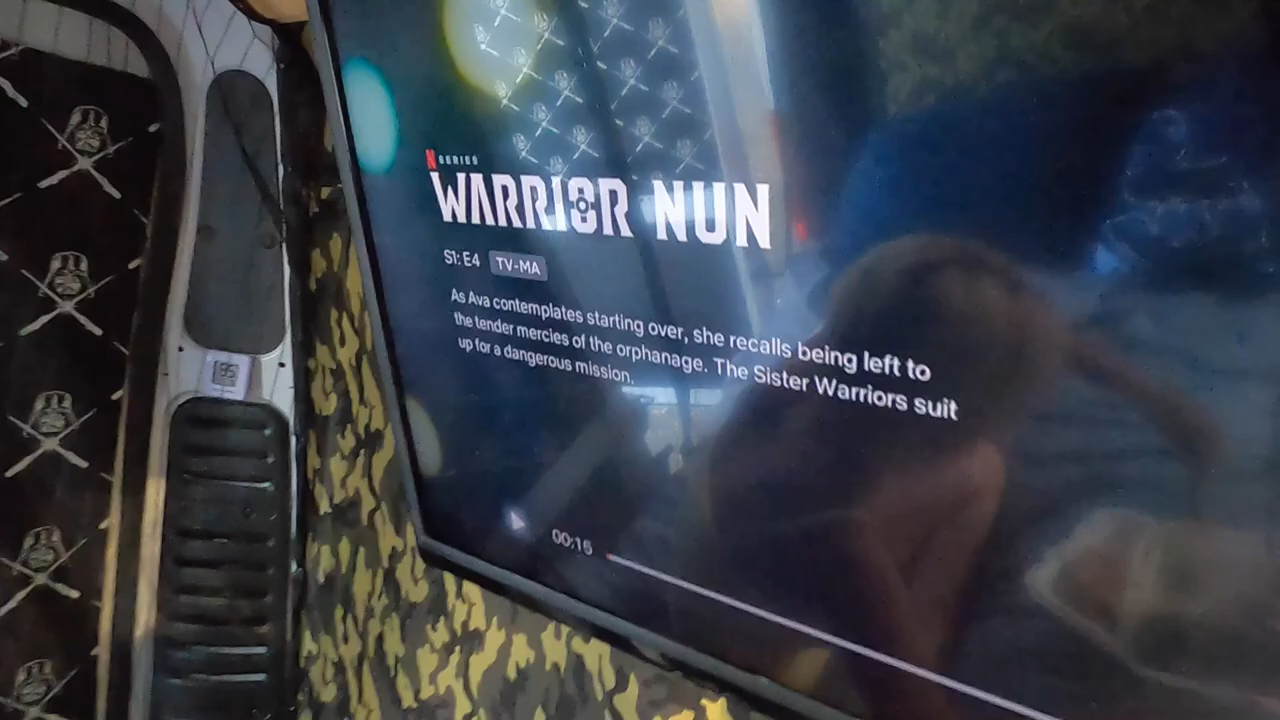 N SERIES
WARRIOR NUN
S1: E4 TV-MA
As Ava contemplates starting over, she recalls being left to
the tender mercies of the orphanage. The Sister Warriors suit
up for a dangerous mission.
00:15